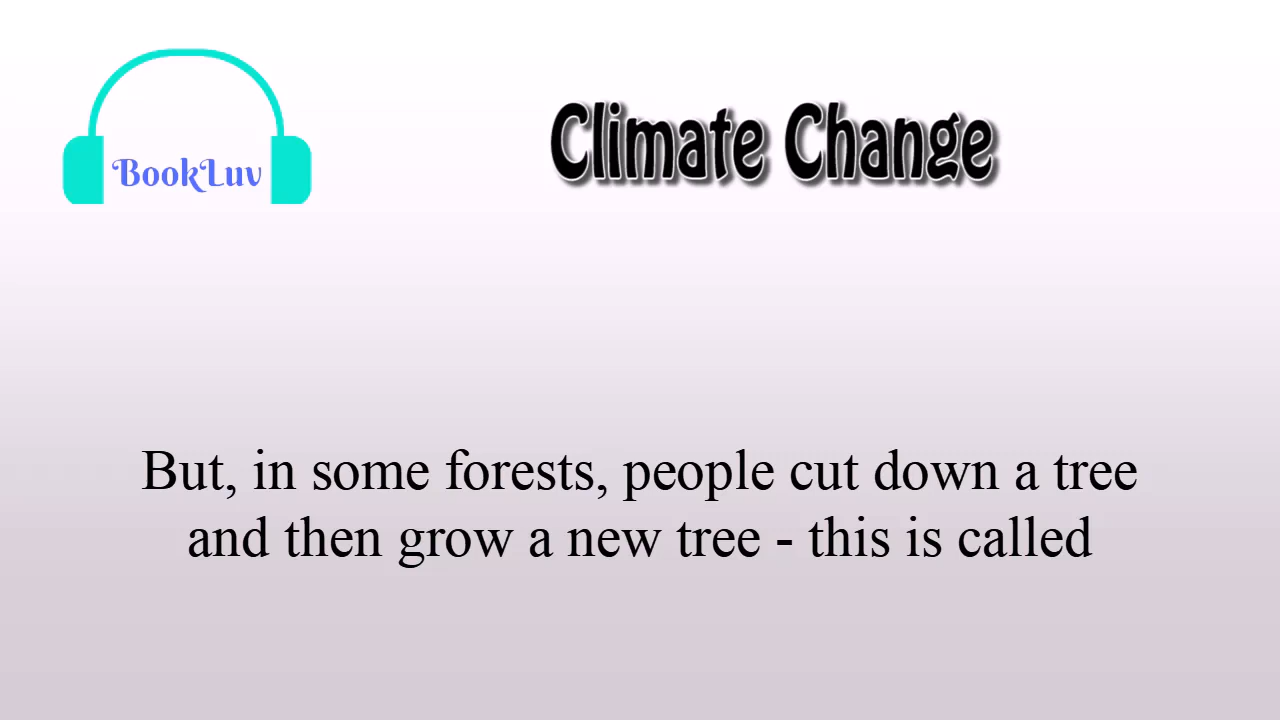 BookLuv
Climate Change
But, in some forests, people cut down a tree
and then grow a new tree - this is called